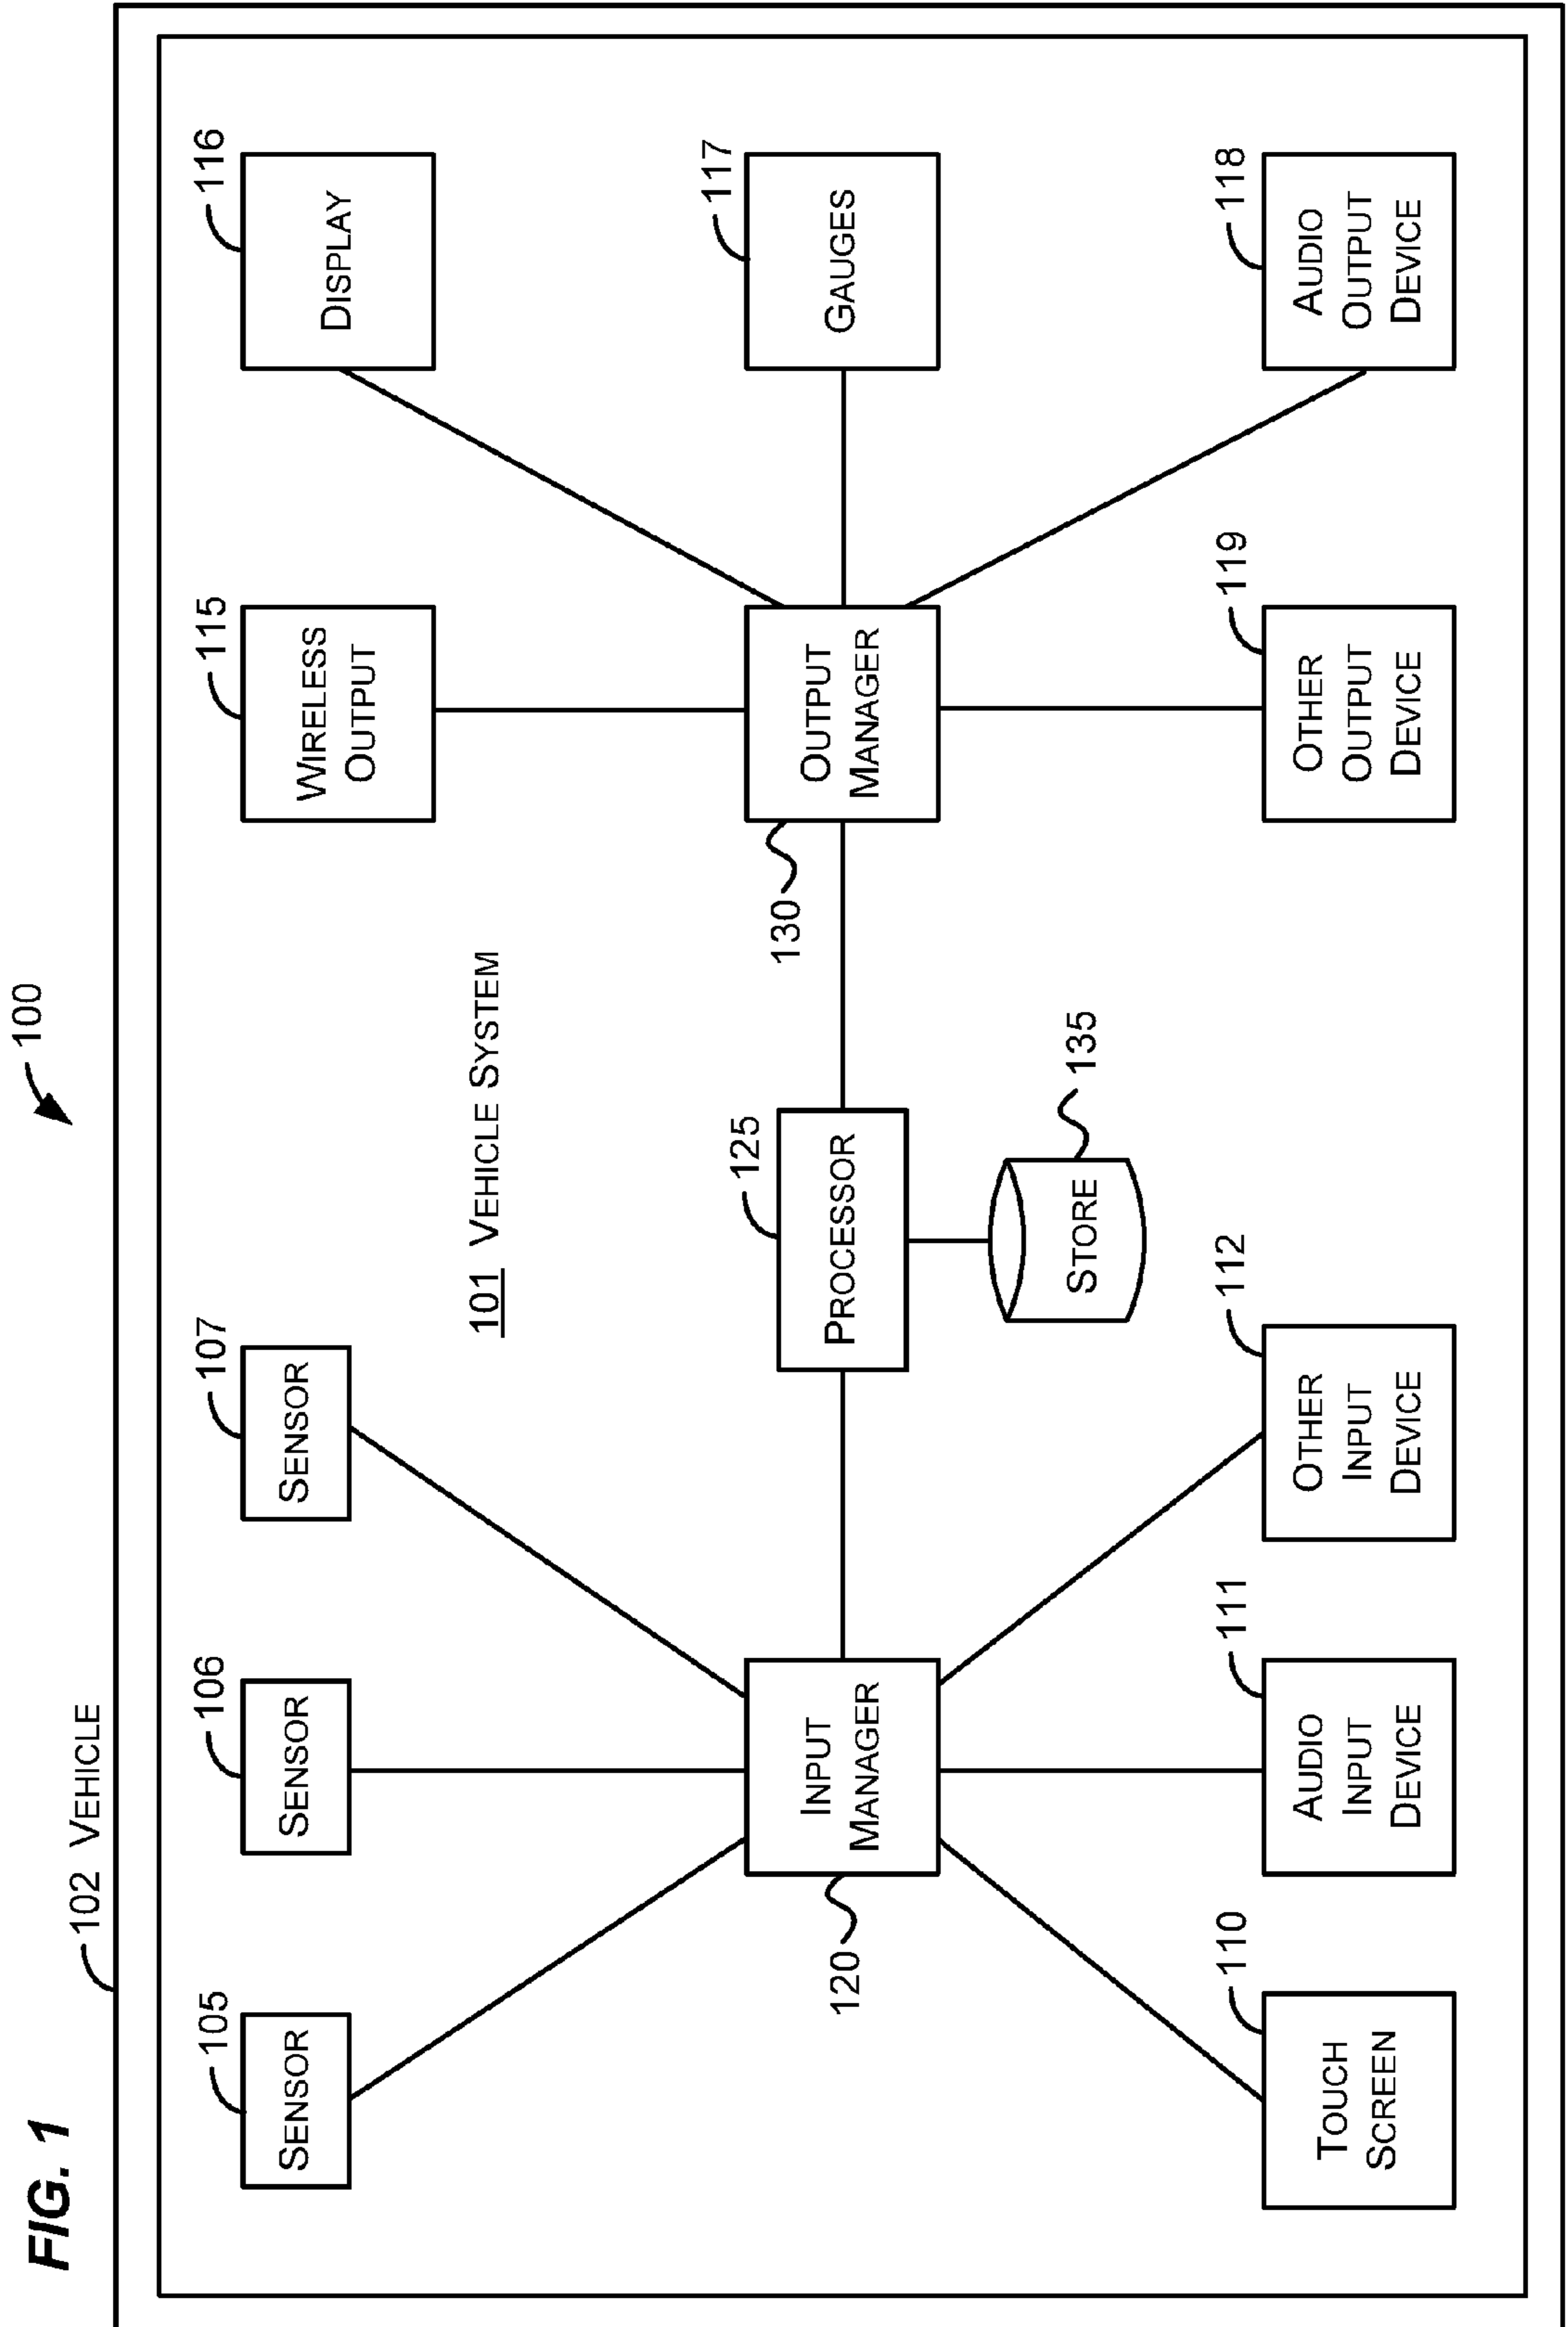 FIG. 1
100
102 VEHICLE
105
106
107
115
116
SENSOR
SENSOR
SENSOR
WIRELESS
OUTPUT
DISPLAY
101 VEHICLE SYSTEM
125
117
120
INPUT
MANAGER
PROCESSOR
130
OUTPUT
MANAGER
GAUGES
STORE
135
110
111
112
119
118
TOUCH
SCREEN
AUDIO
INPUT
DEVICE
OTHER
INPUT
DEVICE
OTHER
OUTPUT
DEVICE
AUDIO
OUTPUT
DEVICE